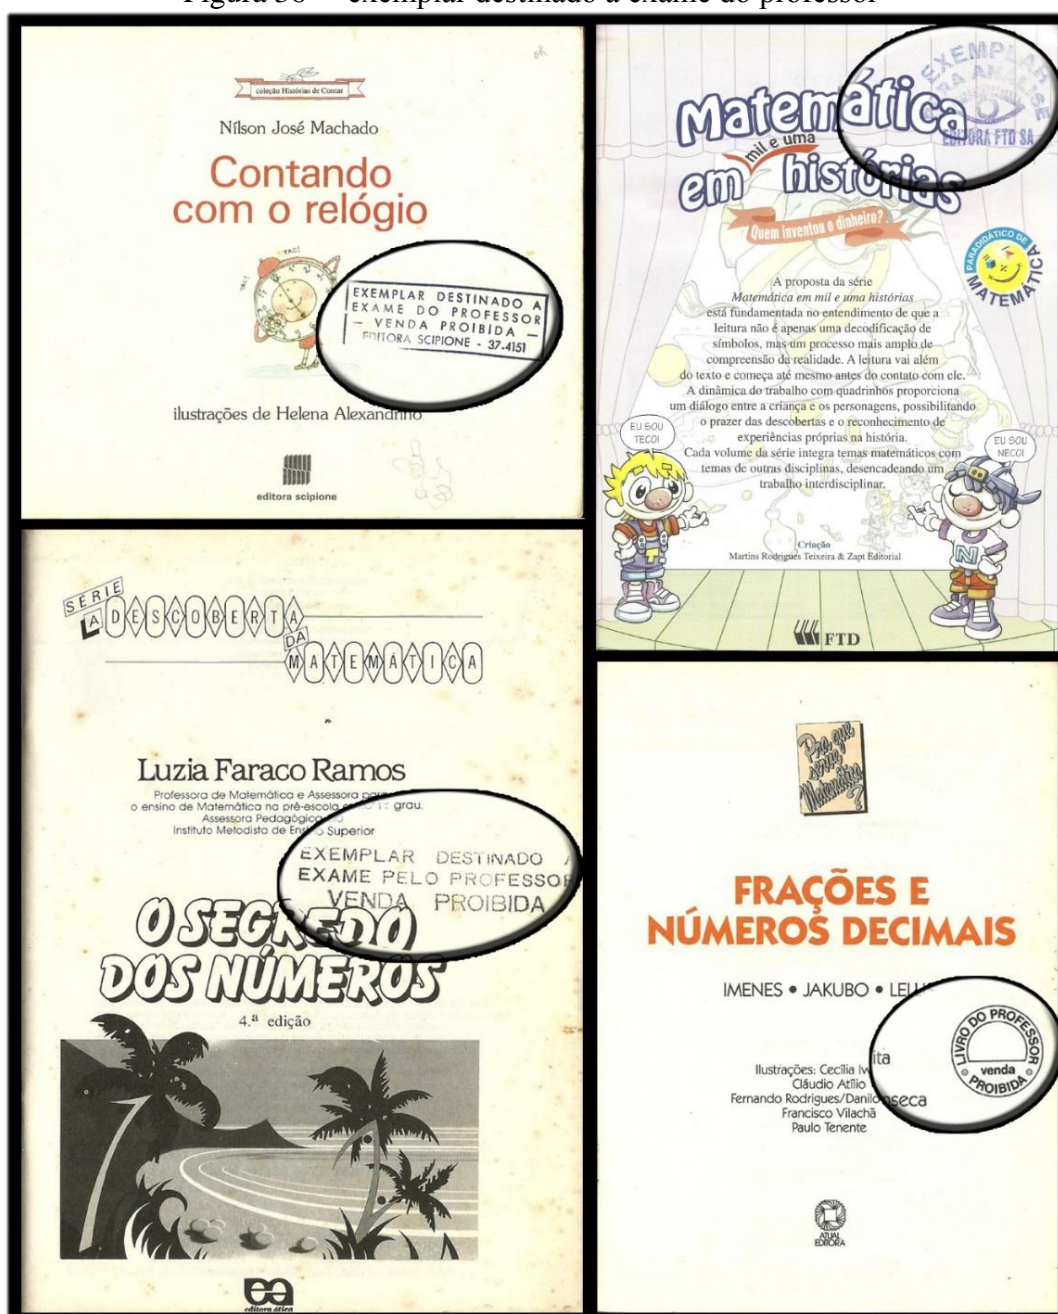 Figura 38 – exemplar destinado a exame do professor
coleção Histórias de Contar
Nílson José Machado
Contando
com o relógio
TAC!
TAC!
EXEMPLAR DESTINADO A
EXAME DO PROFESSOR
— VENDA PROIBIDA —
EDITORA SCIPIONE - 37-4151
ilustrações de Helena Alexandrino
editora scipione
EXEMPLAR
ANÁLISE
EDITORA FTD SA
Matemática
em mil e uma histórias
Quem inventou o dinheiro?
PARADIDÁTICO DE
MATEMÁTICA
A proposta da série
Matemática em mil e uma histórias
está fundamentada no entendimento de que a
leitura não é apenas uma decodificação de
símbolos, mas um processo mais amplo de
compreensão da realidade. A leitura vai além
do texto e começa até mesmo antes do contato com ele.
A dinâmica do trabalho com quadrinhos proporciona
um diálogo entre a criança e os personagens, possibilitando
o prazer das descobertas e o reconhecimento de
experiências próprias na história.
Cada volume da série integra temas matemáticos com
temas de outras disciplinas, desencadeando um
trabalho interdisciplinar.
EU SOU
TECO!
EU SOU
NECO!
Criação
Martins Rodrigues Teixeira & Zapt Editorial
FTD
SÉRIE
A DESCOBERTA
DA
MATEMÁTICA
Luzia Faraco Ramos
Professora de Matemática e Assessora para
o ensino de Matemática na pré-escola grau.
Assessora Pedagógica
Instituto Metodista de Ensino Superior
EXEMPLAR DESTINADO A
EXAME PELO PROFESSOR
VENDA PROIBIDA
O SEGREDO
DOS NÚMEROS
4.ª edição
editora ática
Pra que
serve
Matemática
?
FRAÇÕES E
NÚMEROS DECIMAIS
IMENES • JAKUBO •
LIVRO DO PROFESSOR
venda
PROIBIDA
Ilustrações: Cecília
Cláudio Atílio
Fernando Rodrigues/Danilo
Francisco Vilachã
Paulo Tenente
ATUAL
EDITORA